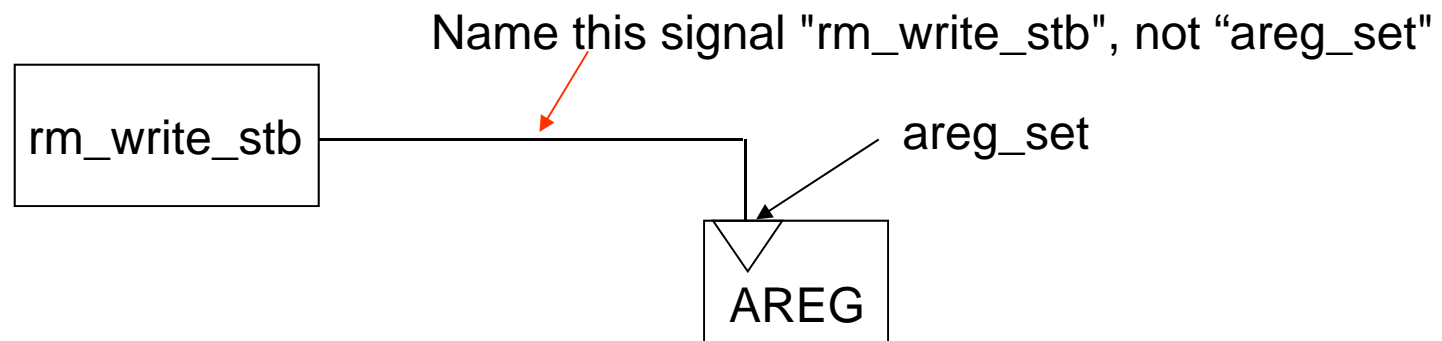 Name this signal "rm_write_stb", not “areg_set"
rm_write_stb
areg_set
AREG